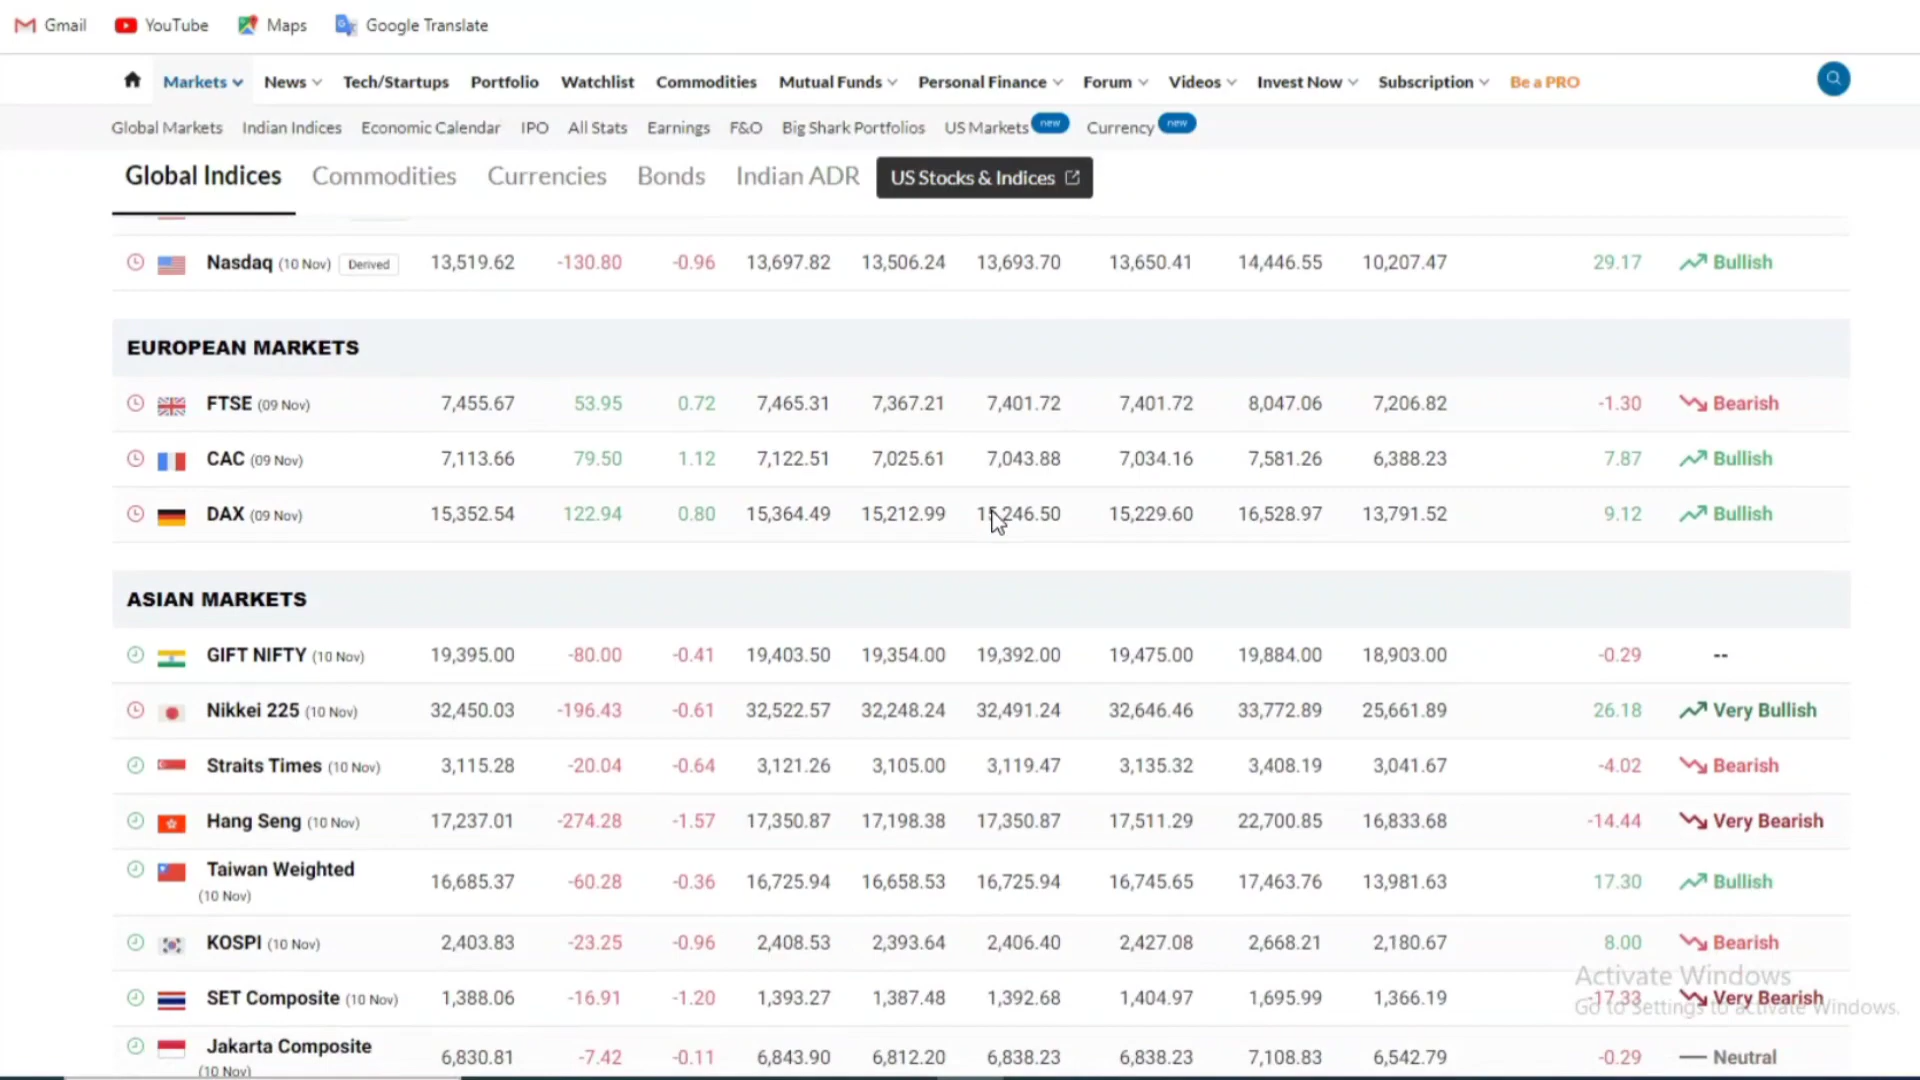 Gmail YouTube Maps Google Translate
Markets News Tech/Startups Portfolio Watchlist Commodities Mutual Funds Personal Finance Forum Videos Invest Now Subscription Be a PRO
Global Markets Indian Indices Economic Calendar IPO All Stats Earnings F&O Big Shark Portfolios US Markets new Currency new
Global Indices Commodities Currencies Bonds Indian ADR US Stocks & Indices
Nasdaq (10 Nov) Derived 13,519.62 -130.80 -0.96 13,697.82 13,506.24 13,693.70 13,650.41 14,446.55 10,207.47 29.17 Bullish
EUROPEAN MARKETS
FTSE (09 Nov) 7,455.67 53.95 0.72 7,465.31 7,367.21 7,401.72 7,401.72 8,047.06 7,206.82 -1.30 Bearish
CAC (09 Nov) 7,113.66 79.50 1.12 7,122.51 7,025.61 7,043.88 7,034.16 7,581.26 6,388.23 7.87 Bullish
DAX (09 Nov) 15,352.54 122.94 0.80 15,364.49 15,212.99 15,246.50 15,229.60 16,528.97 13,791.52 9.12 Bullish
ASIAN MARKETS
GIFT NIFTY (10 Nov) 19,395.00 -80.00 -0.41 19,403.50 19,354.00 19,392.00 19,475.00 19,884.00 18,903.00 -0.29 --
Nikkei 225 (10 Nov) 32,450.03 -196.43 -0.61 32,522.57 32,248.24 32,491.24 32,646.46 33,772.89 25,661.89 26.18 Very Bullish
Straits Times (10 Nov) 3,115.28 -20.04 -0.64 3,121.26 3,105.00 3,119.47 3,135.32 3,408.19 3,041.67 -4.02 Bearish
Hang Seng (10 Nov) 17,237.01 -274.28 -1.57 17,350.87 17,198.38 17,350.87 17,511.29 22,700.85 16,833.68 -14.44 Very Bearish
Taiwan Weighted
(10 Nov) 16,685.37 -60.28 -0.36 16,725.94 16,658.53 16,725.94 16,745.65 17,463.76 13,981.63 17.30 Bullish
KOSPI (10 Nov) 2,403.83 -23.25 -0.96 2,408.53 2,393.64 2,406.40 2,427.08 2,668.21 2,180.67 8.00 Bearish
Activate Windows
SET Composite (10 Nov) 1,388.06 -16.91 -1.20 1,393.27 1,387.48 1,392.68 1,404.97 1,695.99 1,366.19 -17.33 Very Bearish
Go to Settings to activate Windows.
Jakarta Composite
(10 Nov) 6,830.81 -7.42 -0.11 6,843.90 6,812.20 6,838.23 6,838.23 7,108.83 6,542.79 -0.29 Neutral